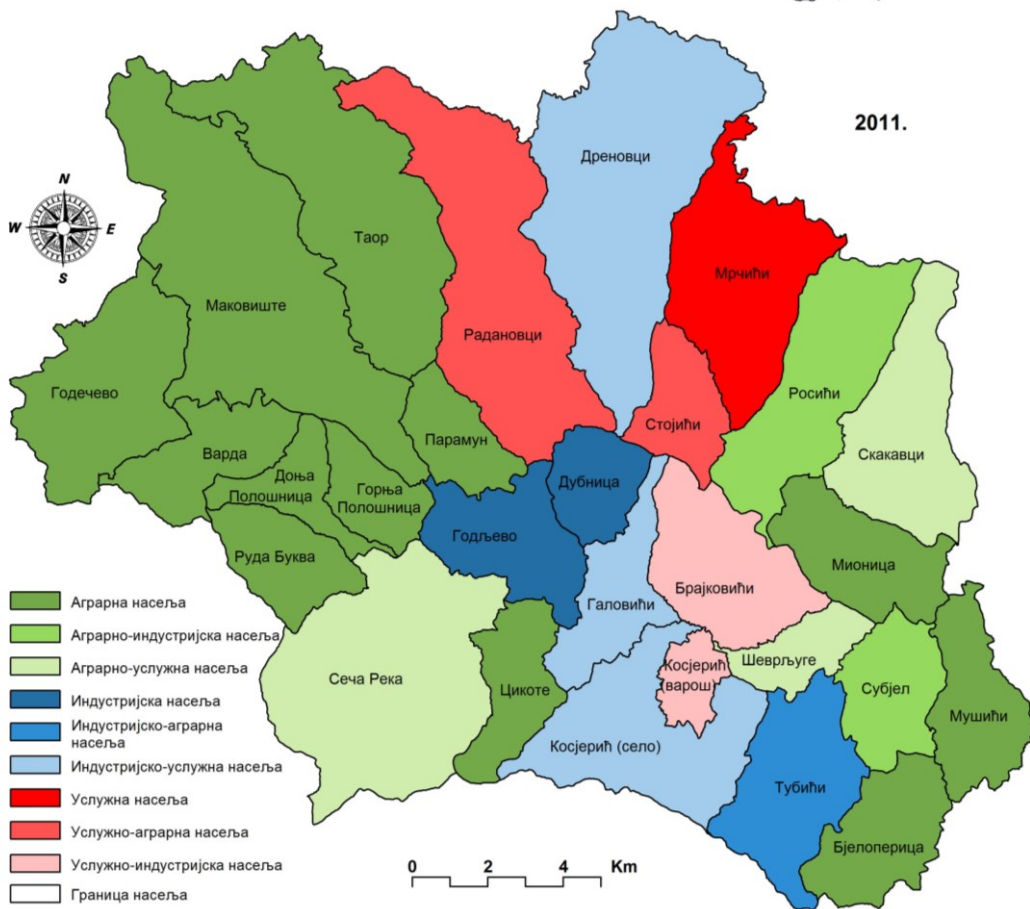 2011.
N
W
E
S
Дреновци
Таор
Мрчићи
Маковиште
Радановци
Годечево
Росићи
Стојићи
Парамун
Варда
Скакавци
Доња
Полошница
Горња
Полошница
Дубница
Годљево
Руда Буква
Мионица
Брајковићи
Галовићи
Шеврљуге
Косјерић
(варош)
Сеча Река
Цикоте
Субјел
Мушићи
Косјерић (село)
Тубићи
Бјелоперица
Аграрна насеља
Аграрно-индустријска насеља
Аграрно-услужна насеља
Индустријска насеља
Индустријско-аграрна
насеља
Индустријско-услужна насеља
Услужна насеља
Услужно-аграрна насеља
Услужно-индустријска насеља
Граница насеља
0 2 4 Km